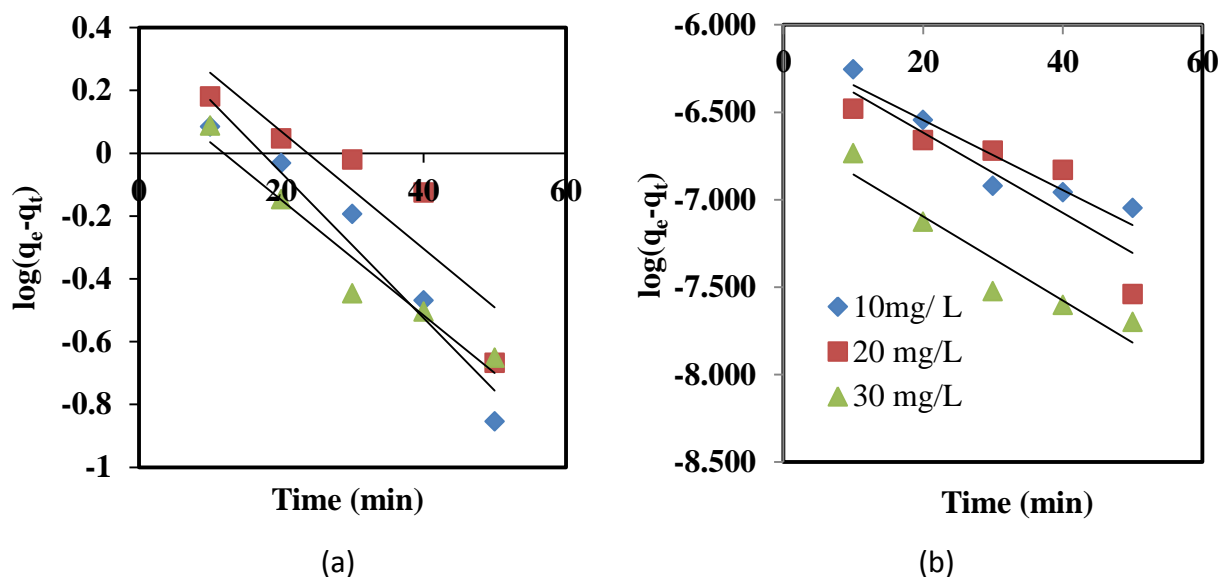 0.4
0.2
0
-0.2
-0.4
-0.6
-0.8
-1
0
20
40
60
log(qe-qt)
Time (min)
(a)
-6.000
-6.500
-7.000
-7.500
-8.000
-8.500
0
20
40
60
log(qe-qt)
10mg/ L
20 mg/L
30 mg/L
Time (min)
(b)